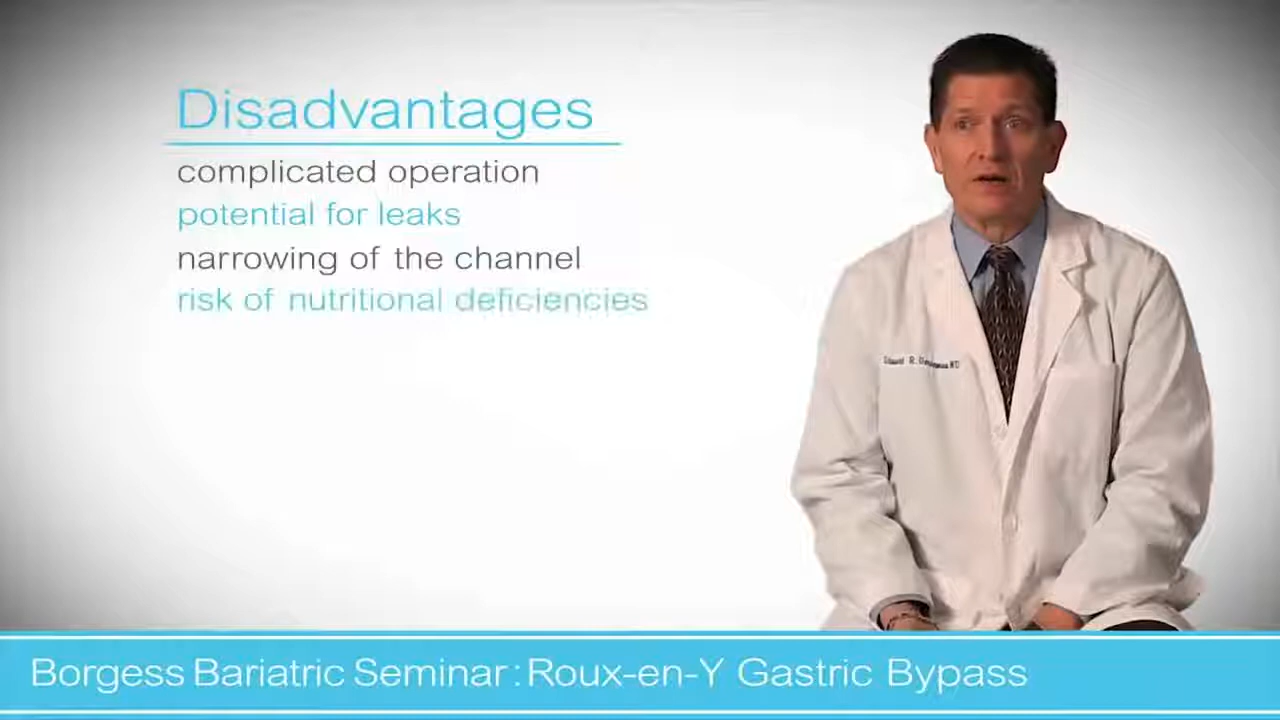 Disadvantages
complicated operation
potential for leaks
narrowing of the channel
risk of nutritional deficiencies
R.
MD
Borgess Bariatric Seminar: Roux-en-Y Gastric Bypass